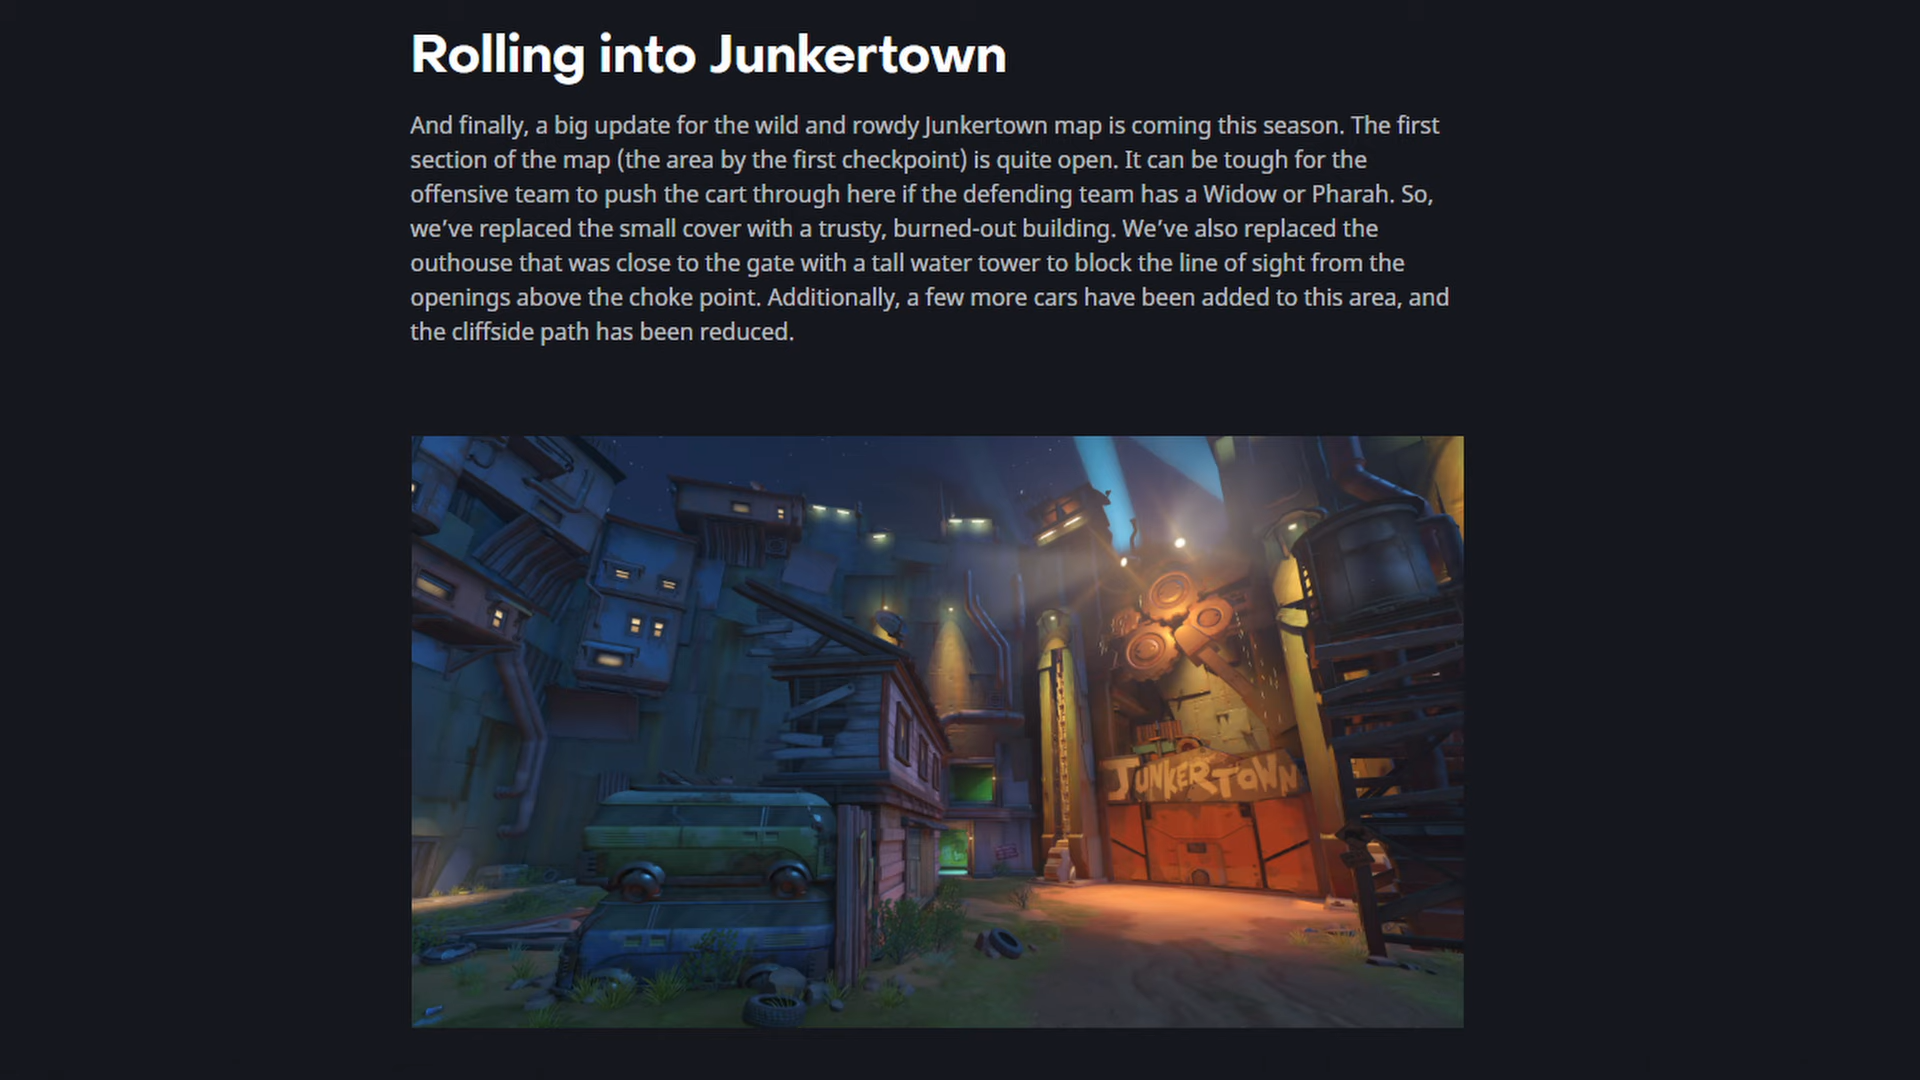 Rolling into Junkertown
And finally, a big update for the wild and rowdy Junkertown map is coming this season. The first
section of the map (the area by the first checkpoint) is quite open. It can be tough for the
offensive team to push the cart through here if the defending team has a Widow or Pharah. So,
we’ve replaced the small cover with a trusty, burned-out building. We’ve also replaced the
outhouse that was close to the gate with a tall water tower to block the line of sight from the
openings above the choke point. Additionally, a few more cars have been added to this area, and
the cliffside path has been reduced.
JUNKERTOWN